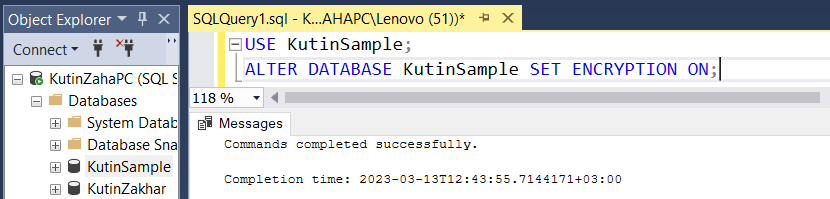 Object Explorer
Connect
KutinZahaPC (SQL S
Databases
System Datab
Database Sna
KutinSample
KutinZakhar
SQLQuery1.sql - K...AHAPC\Lenovo (51))*
USE KutinSample;
ALTER DATABASE KutinSample SET ENCRYPTION ON;
118 %
Messages
Commands completed successfully.
Completion time: 2023-03-13T12:43:55.7144171+03:00